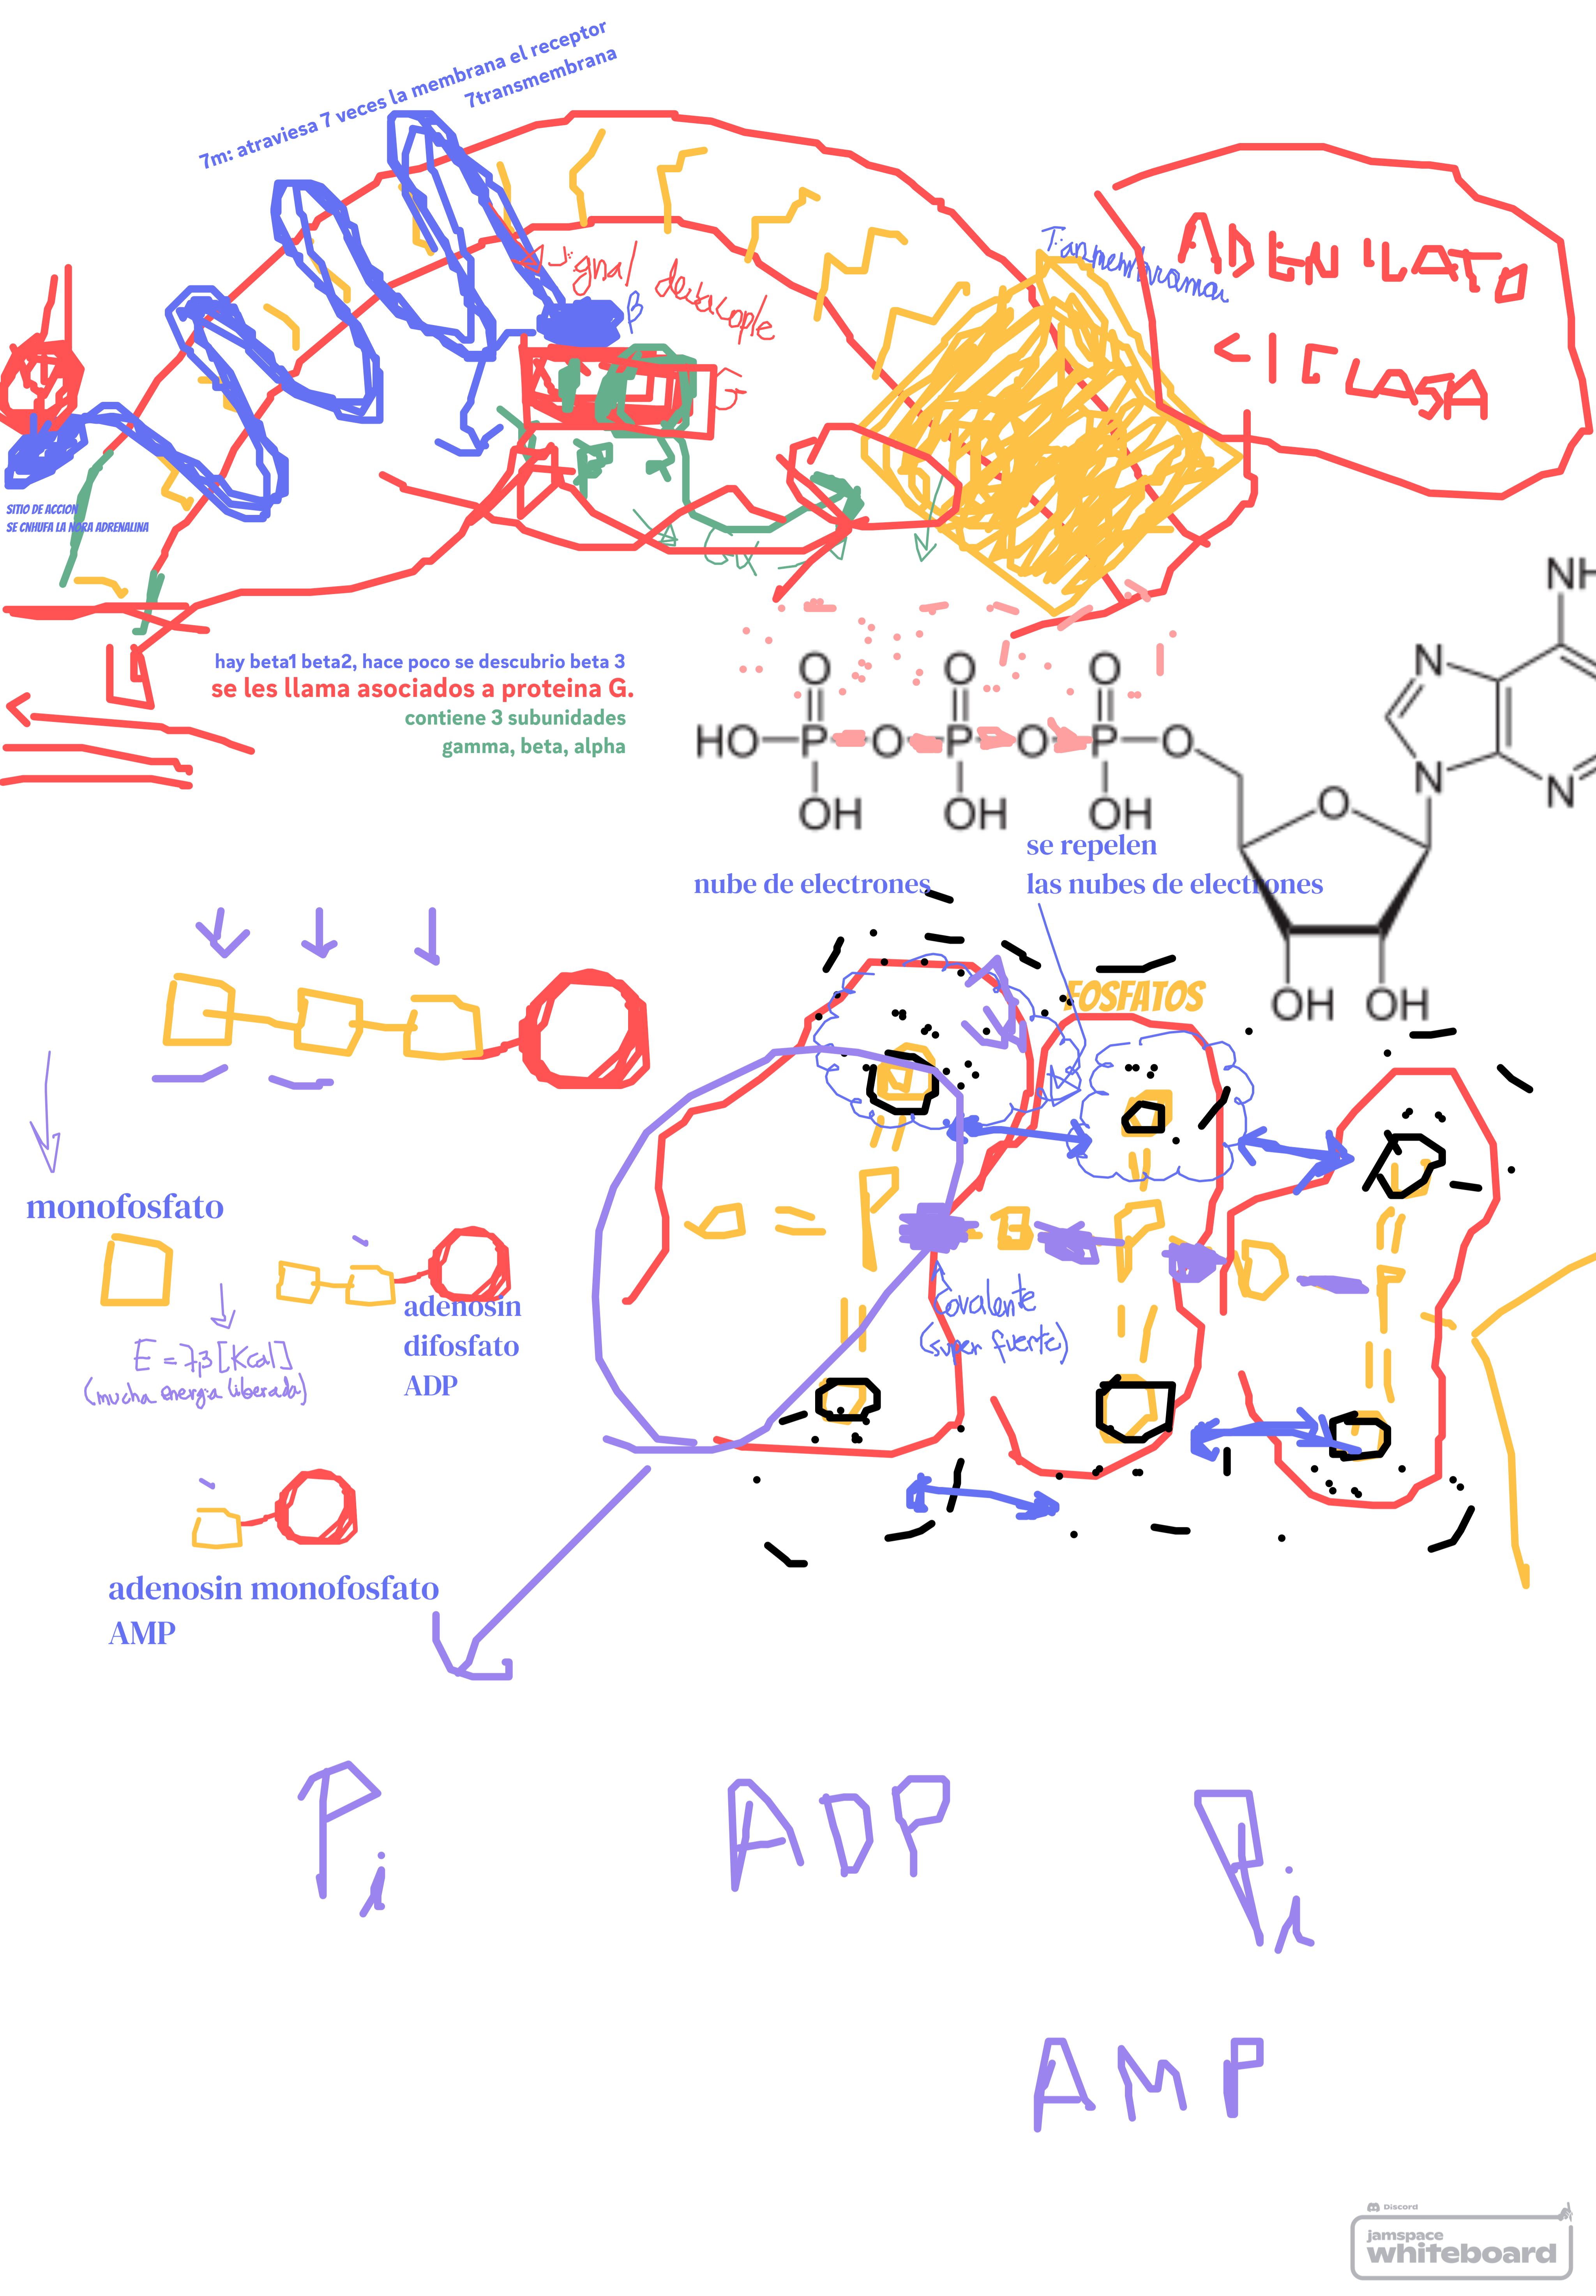 7m: atraviesa 7 veces la membrana el receptor
7transmembrana
ADENILATO
CICLASA
desacople
β
G
SITIO DE ACCION
SE CNHUFA LA NORA ADRENALINA
hay beta1 beta2, hace poco se descubrio beta 3
se les llama asociados a proteina G.
contiene 3 subunidades
gamma, beta, alpha
NH
N
N
N
O O O
HO P O P O P O
OH OH OH
O
OH OH
se repelen
las nubes de electrones
nube de electrones
FOSFATOS
monofosfato
E = 7,3 [Kcal]
(mucha energia liberada)
adenosin
difosfato
ADP
Covalente
(super fuerte)
O = P - O - P - O - P
adenosin monofosfato
AMP
Pi
ADP
Pi
AMP
Discord
jamspace
whiteboard